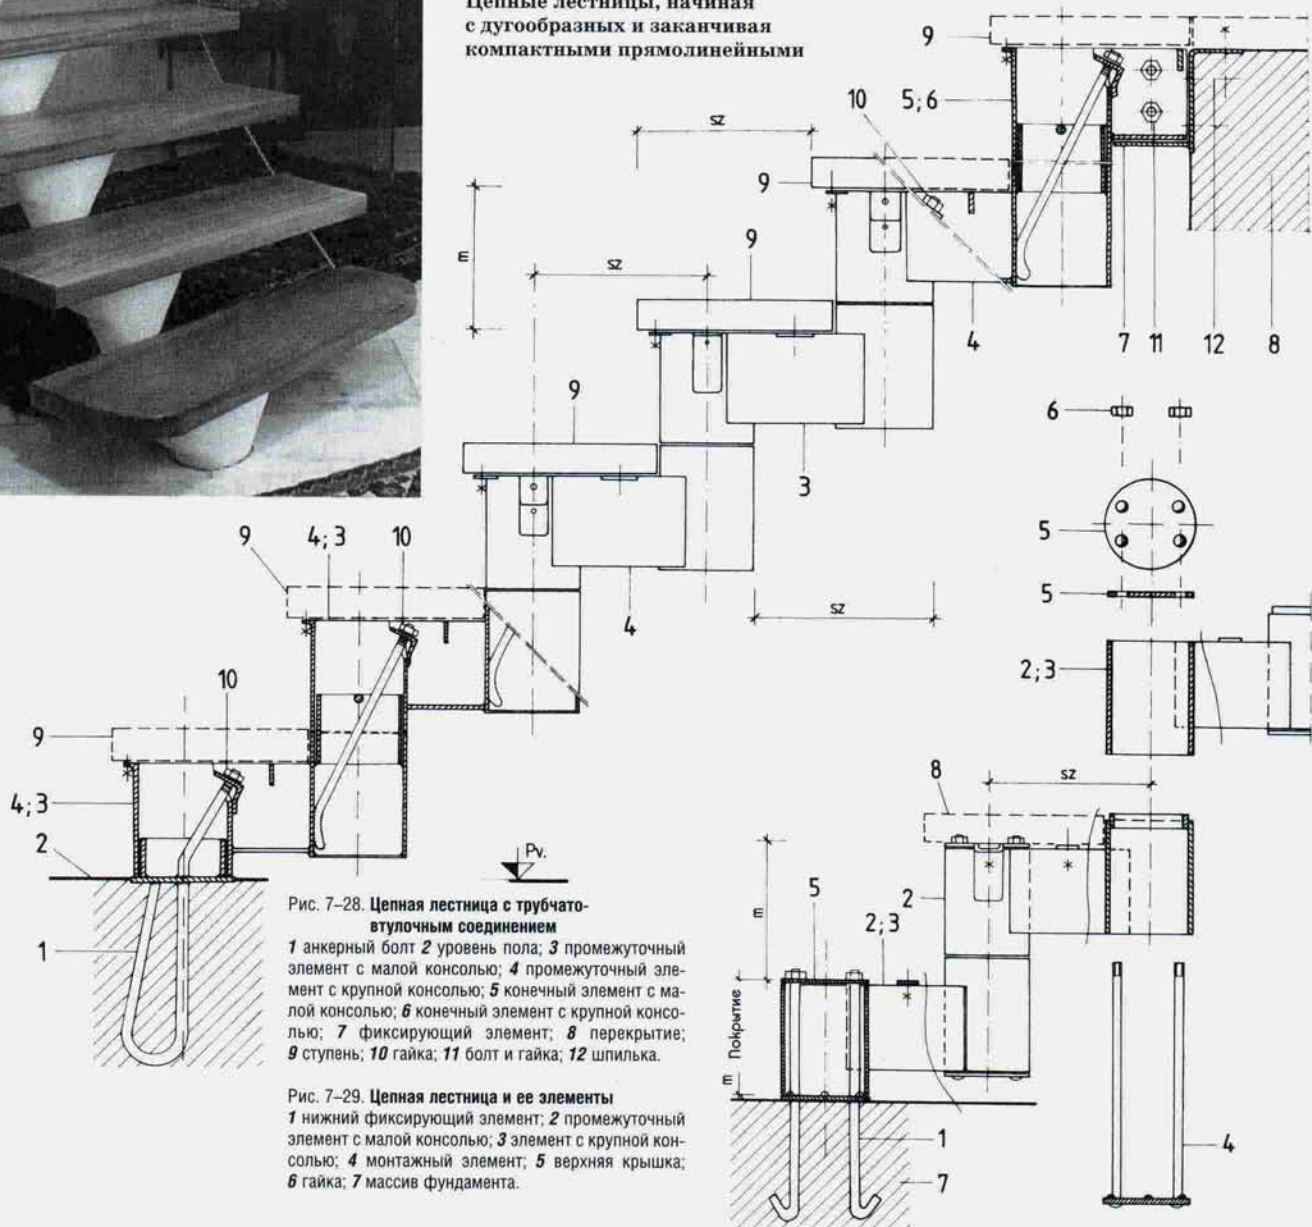 Цепные лестницы, начиная
с дугообразных и заканчивая
компактными прямолинейными
9
10
5; 6
sz
9
m
9
sz
4
7
11
12
8
9
3
6
5
5
2; 3
9
4; 3
10
4
sz
9
10
4; 3
2
1
Pv.
8
sz
m
2
5
2; 3
m
Покрытие
1
7
4
Рис. 7–28. Цепная лестница с трубчато-
втулочным соединением
1 анкерный болт 2 уровень пола; 3 промежуточный
элемент с малой консолью; 4 промежуточный эле-
мент с крупной консолью; 5 конечный элемент с ма-
лой консолью; 6 конечный элемент с крупной консо-
лью; 7 фиксирующий элемент; 8 перекрытие;
9 ступень; 10 гайка; 11 болт и гайка; 12 шпилька.
Рис. 7–29. Цепная лестница и ее элементы
1 нижний фиксирующий элемент; 2 промежуточный
элемент с малой консолью; 3 элемент с крупной кон-
солью; 4 монтажный элемент; 5 верхняя крышка;
6 гайка; 7 массив фундамента.